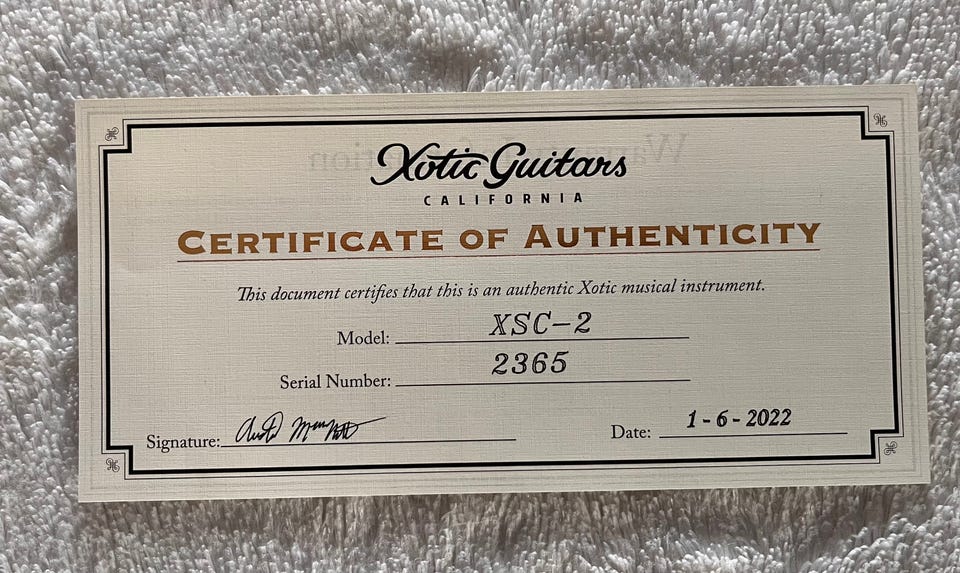 Xotic Guitars
CALIFORNIA
CERTIFICATE OF AUTHENTICITY
This document certifies that this is an authentic Xotic musical instrument.
Model: XSC-2
Serial Number: 2365
Signature:
Date: 1-6-2022